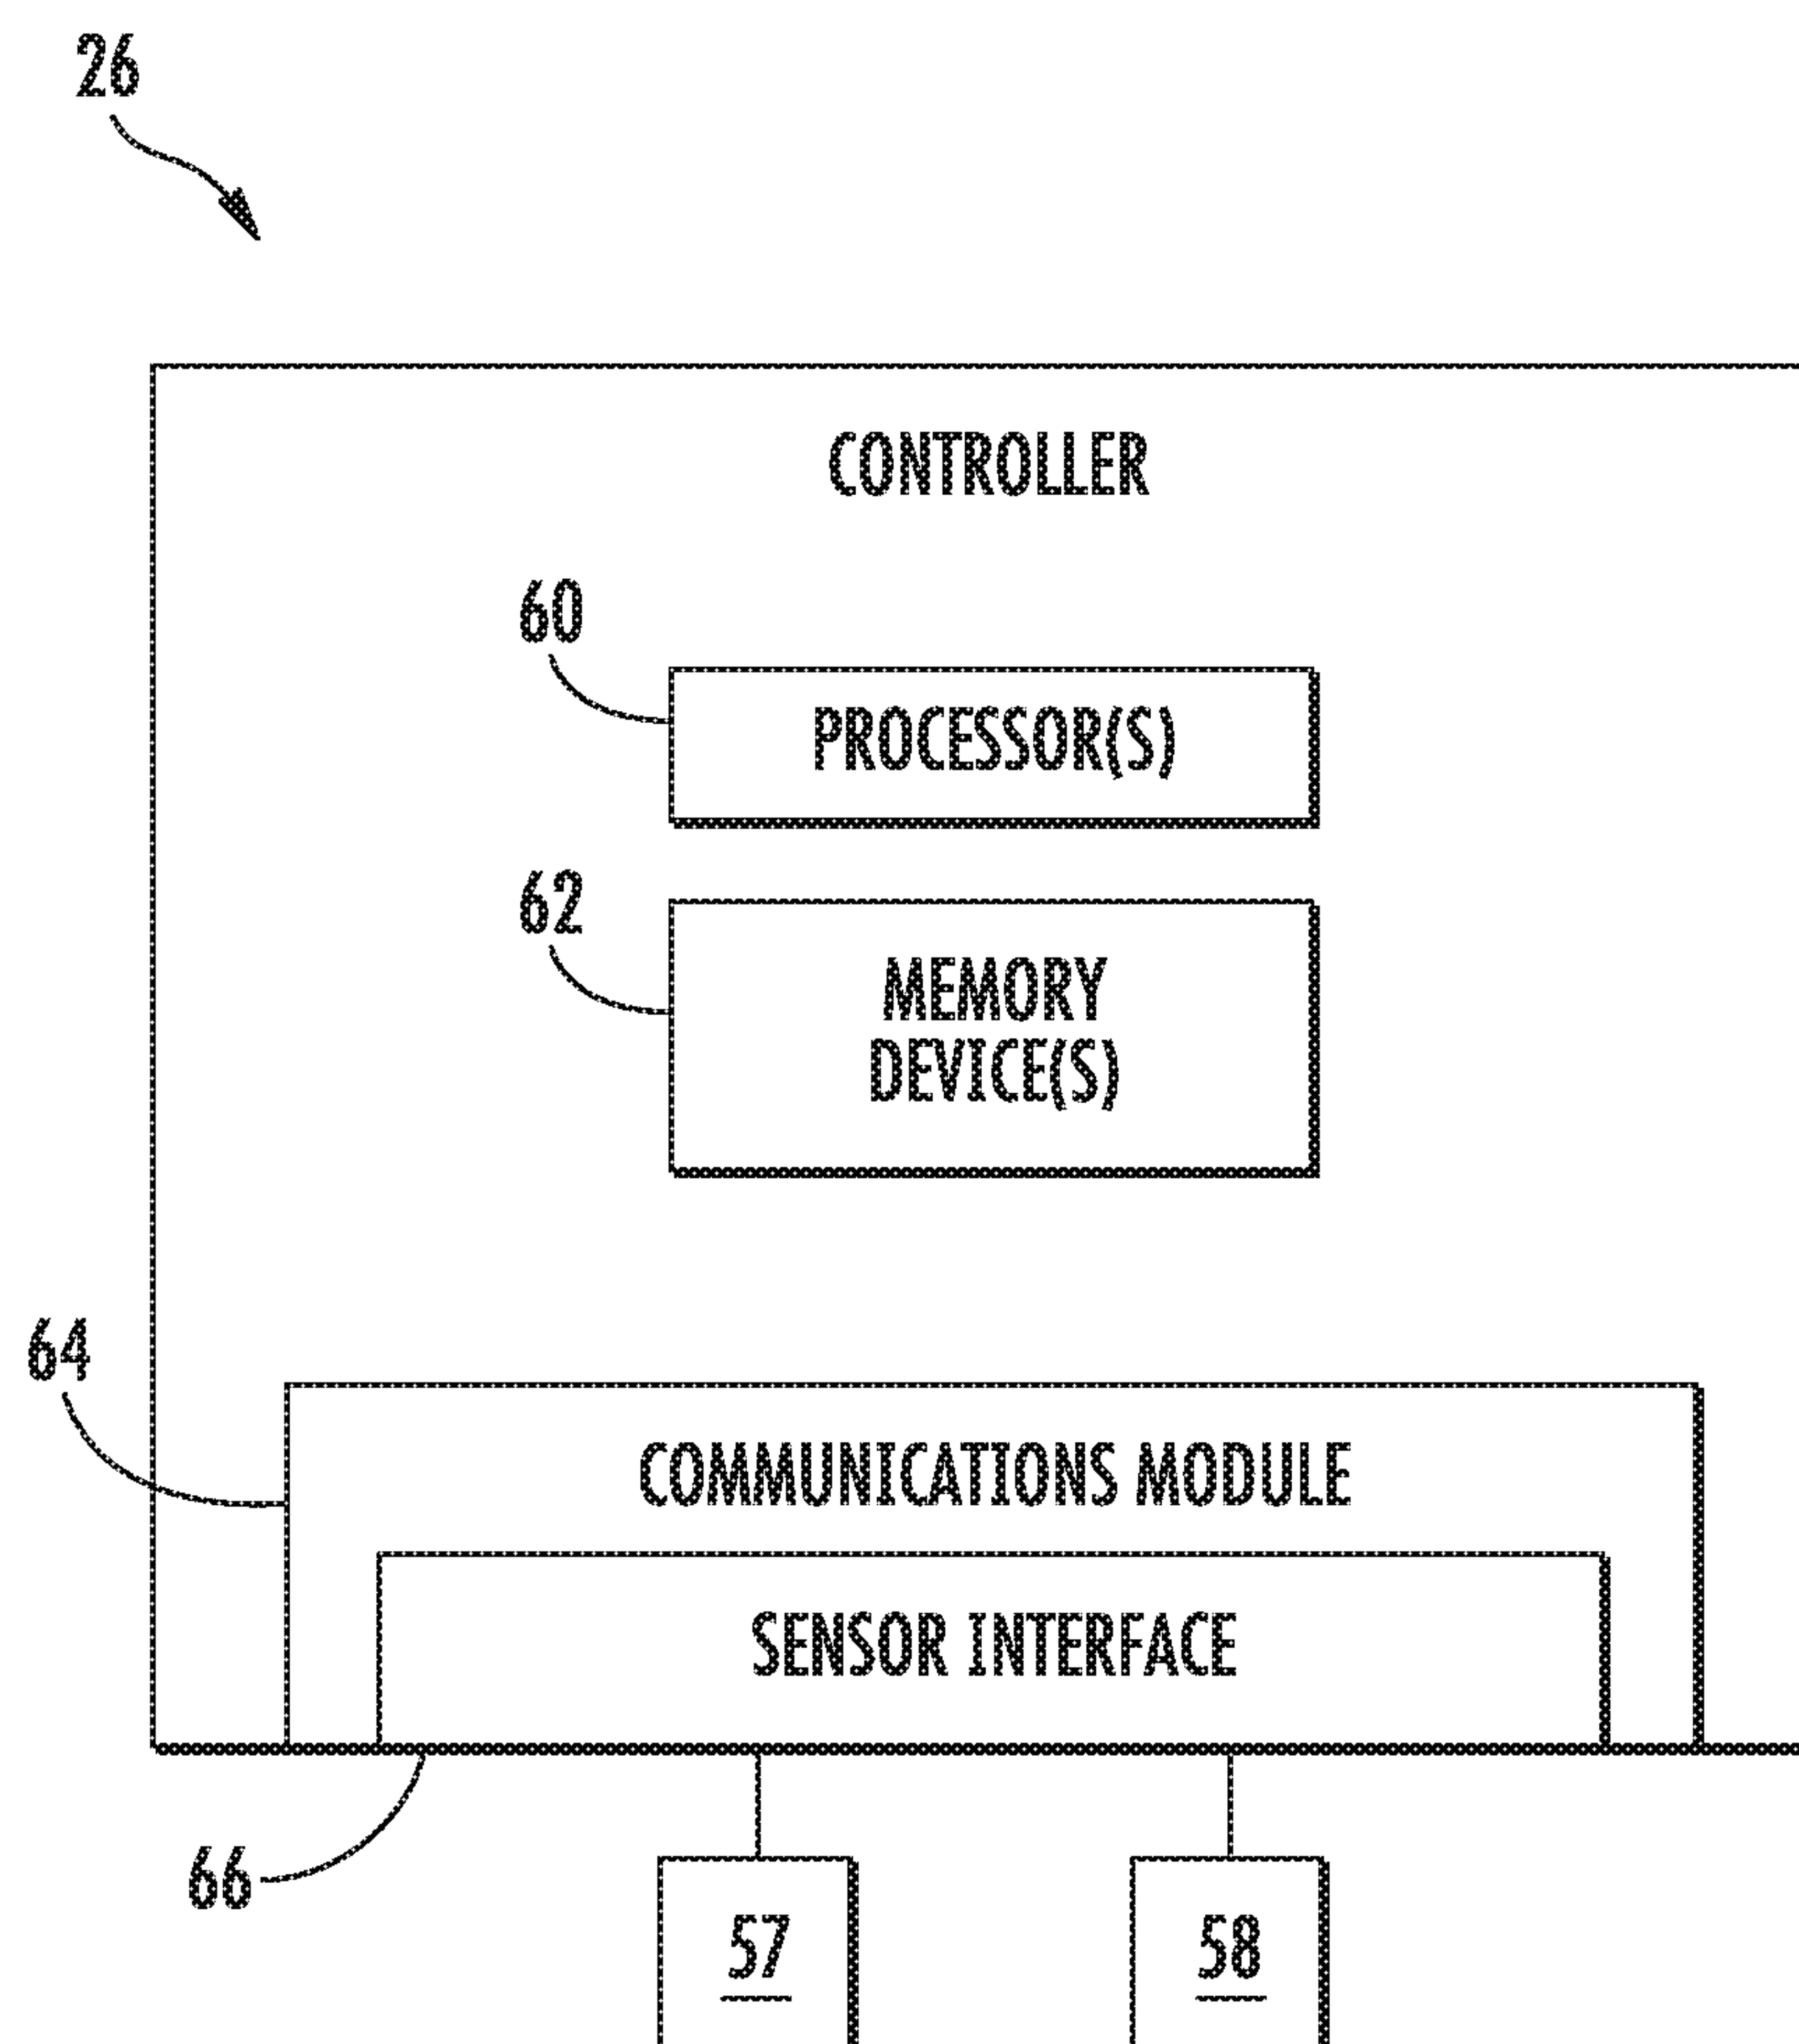 26
CONTROLLER
60
PROCESSOR(S)
62
MEMORY
DEVICE(S)
64
COMMUNICATIONS MODULE
SENSOR INTERFACE
66
57
58